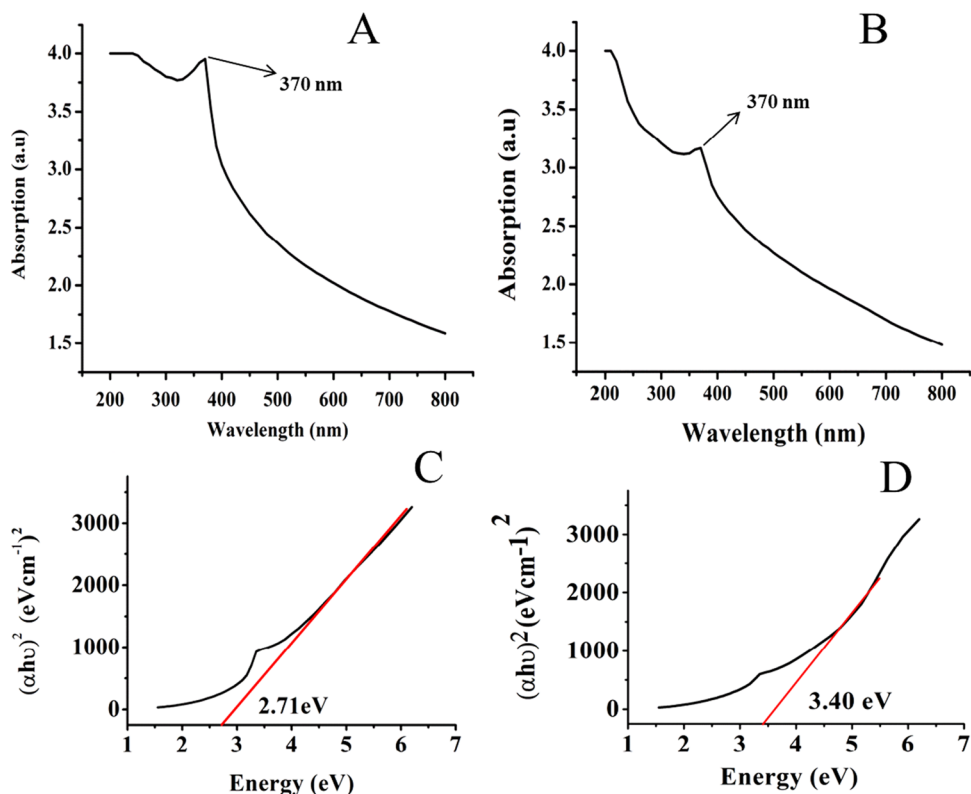 A
Absorption (a.u)
4.0
3.5
3.0
2.5
2.0
1.5
370 nm
100 200 300 400 500 600 700 800
Wavelength (nm)
B
Absorption (a.u)
4.0
3.5
3.0
2.5
2.0
1.5
370 nm
200 300 400 500 600 700 800
Wavelength (nm)
C
(αhυ)² (eVcm⁻¹)²
3000
2000
1000
0
2.71eV
1 2 3 4 5 6 7
Energy (eV)
D
(αhυ)²(eVcm-1)²
3000
2000
1000
0
3.40 eV
1 2 3 4 5 6 7
Energy (eV)